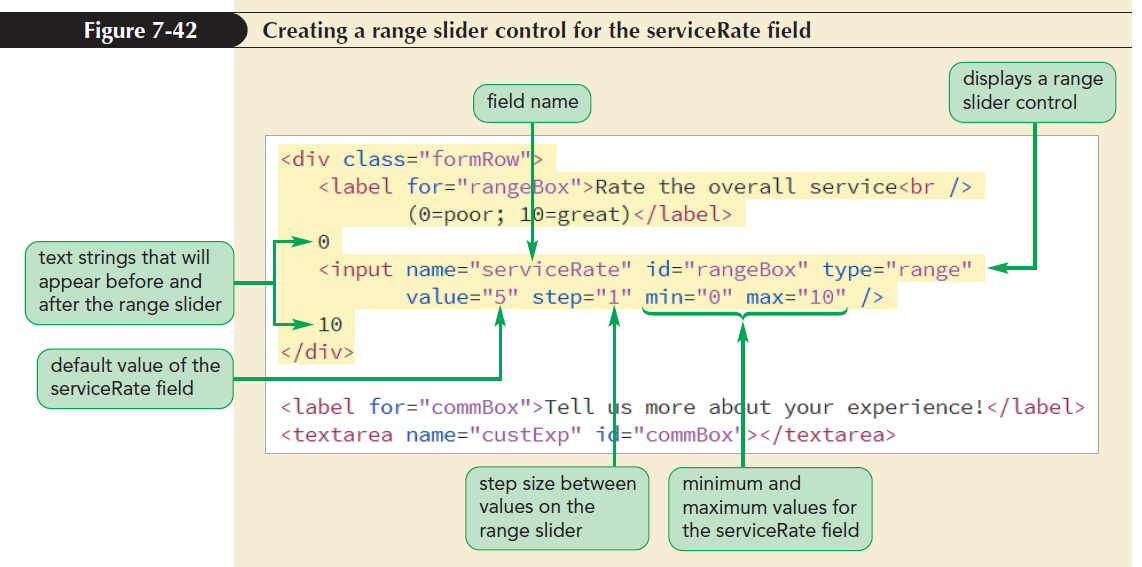 Figure 7-42
Creating a range slider control for the serviceRate field
displays a range
slider control
field name
<div class="formRow">
<label for="rangeBox">Rate the overall service<br />
(0=poor; 10=great)</label>
0
<input name="serviceRate" id="rangeBox" type="range"
value="5" step="1" min="0" max="10" />
10
</div>
<label for="commBox">Tell us more about your experience!</label>
<textarea name="custExp" id="commBox"></textarea>
text strings that will
appear before and
after the range slider
default value of the
serviceRate field
step size between
values on the
range slider
minimum and
maximum values for
the serviceRate field